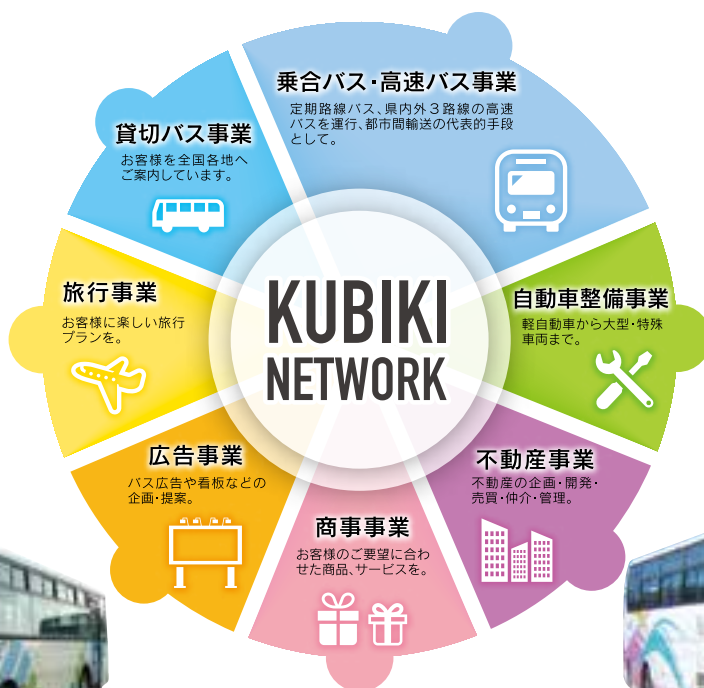 乗合バス・高速バス事業
定期路線バス、県内外3路線の高速
バスを運行、都市間輸送の代表的手段
として。
貸切バス事業
お客様を全国各地へ
ご案内しています。
旅行事業
お客様に楽しい旅行
プランを。
KUBIKI
NETWORK
自動車整備事業
軽自動車から大型・特殊
車両まで。
広告事業
バス広告や看板などの
企画・提案。
不動産事業
不動産の企画・開発・
売買・仲介・管理。
商事事業
お客様のご要望に合わ
せた商品、サービスを。